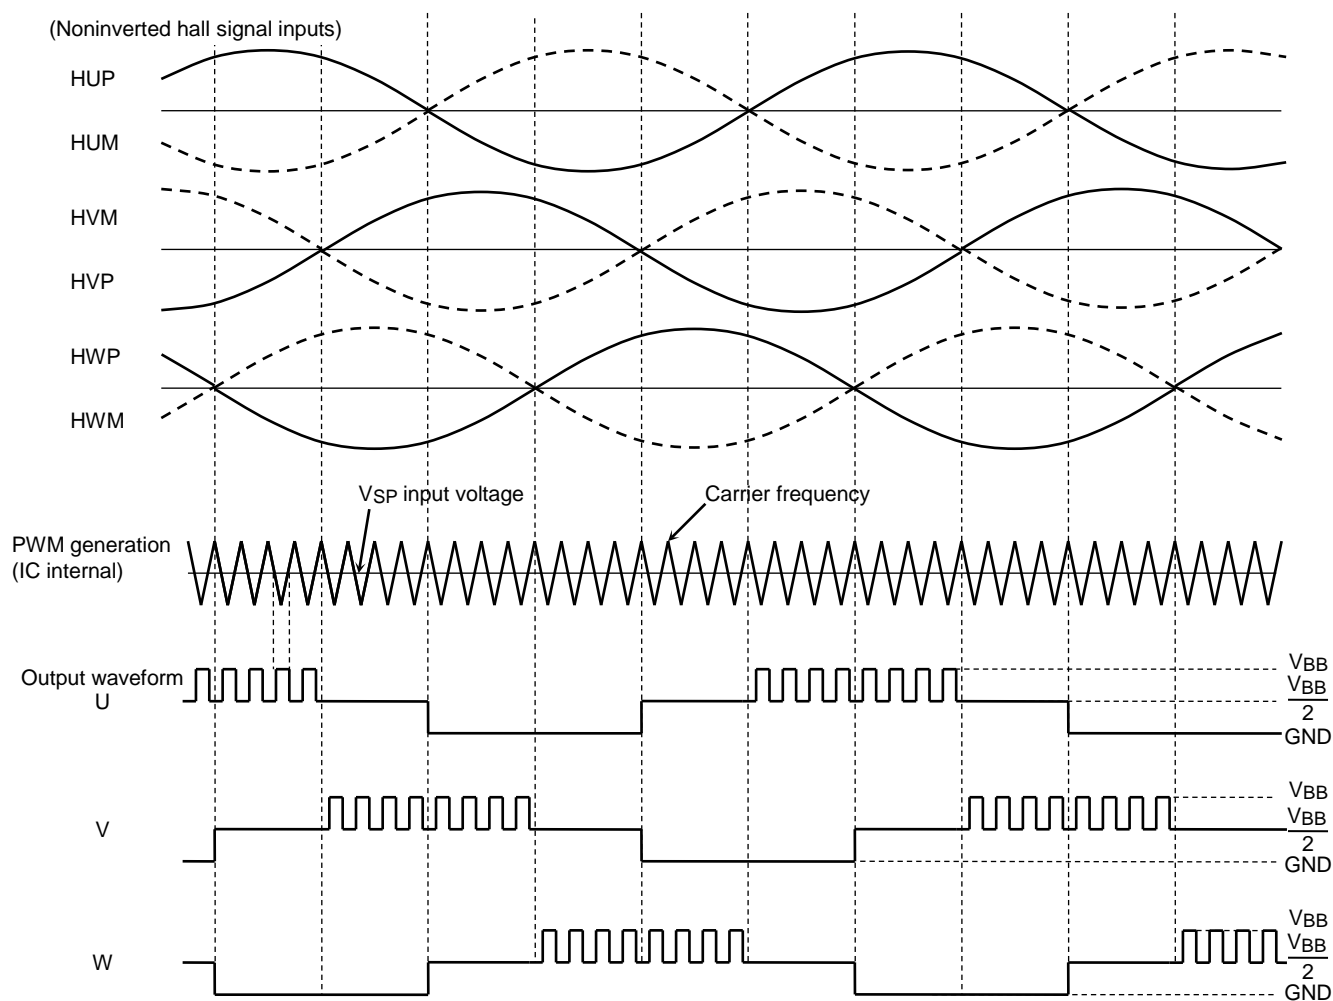 (Noninverted hall signal inputs)
HUP
HUM
HVM
HVP
HWP
HWM
VSP input voltage
Carrier frequency
PWM generation
(IC internal)
Output waveform
U
VBB
VBB
2
GND
V
VBB
VBB
2
GND
W
VBB
VBB
2
GND